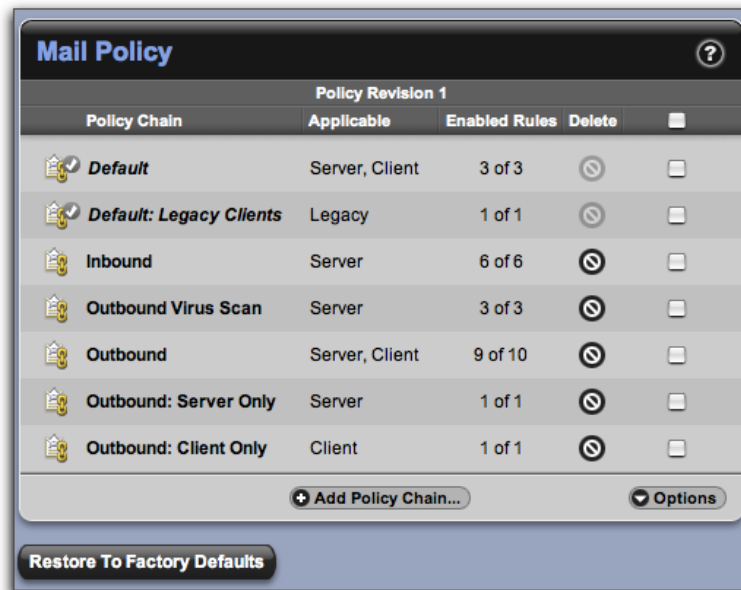 Mail Policy
?
Policy Revision 1
Policy Chain Applicable Enabled Rules Delete
Default Server, Client 3 of 3
Default: Legacy Clients Legacy 1 of 1
Inbound Server 6 of 6
Outbound Virus Scan Server 3 of 3
Outbound Server, Client 9 of 10
Outbound: Server Only Server 1 of 1
Outbound: Client Only Client 1 of 1
Add Policy Chain... Options
Restore To Factory Defaults